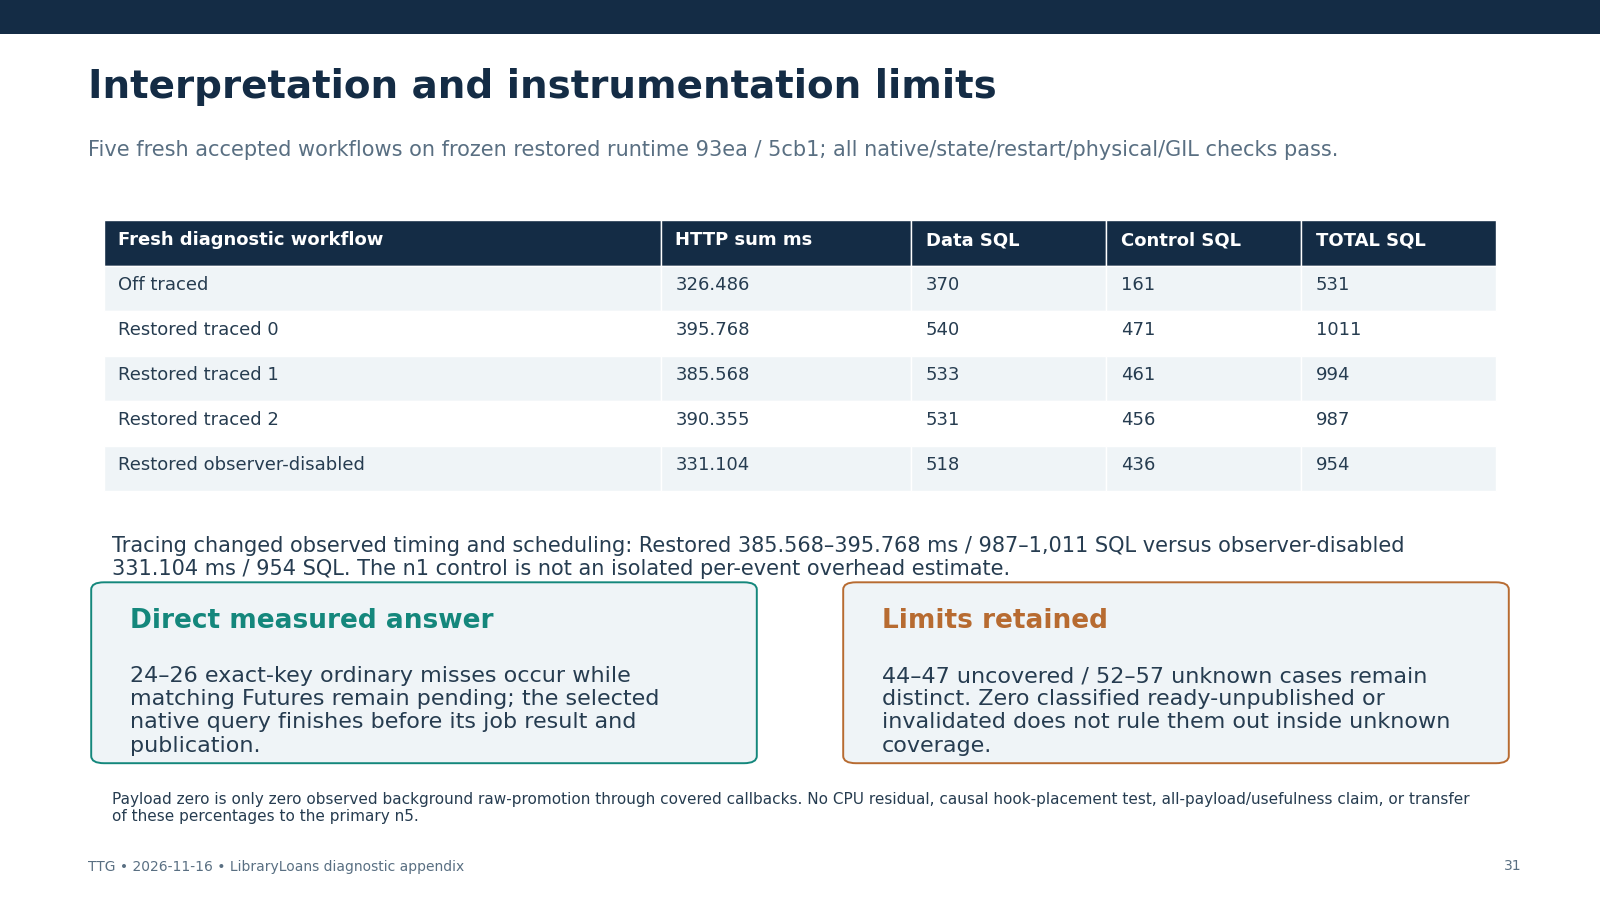 Interpretation and instrumentation limits
Five fresh accepted workflows on frozen restored runtime 93ea / 5cb1; all native/state/restart/physical/GIL checks pass.
Fresh diagnostic workflow HTTP sum ms Data SQL Control SQL TOTAL SQL
Off traced 326.486 370 161 531
Restored traced 0 395.768 540 471 1011
Restored traced 1 385.568 533 461 994
Restored traced 2 390.355 531 456 987
Restored observer-disabled 331.104 518 436 954
Tracing changed observed timing and scheduling: Restored 385.568–395.768 ms / 987–1,011 SQL versus observer-disabled
331.104 ms / 954 SQL. The n1 control is not an isolated per-event overhead estimate.
Direct measured answer
24–26 exact-key ordinary misses occur while
matching Futures remain pending; the selected
native query finishes before its job result and
publication.
Limits retained
44–47 uncovered / 52–57 unknown cases remain
distinct. Zero classified ready-unpublished or
invalidated does not rule them out inside unknown
coverage.
Payload zero is only zero observed background raw-promotion through covered callbacks. No CPU residual, causal hook-placement test, all-payload/usefulness claim, or transfer
of these percentages to the primary n5.
TTG • 2026-11-16 • LibraryLoans diagnostic appendix
31